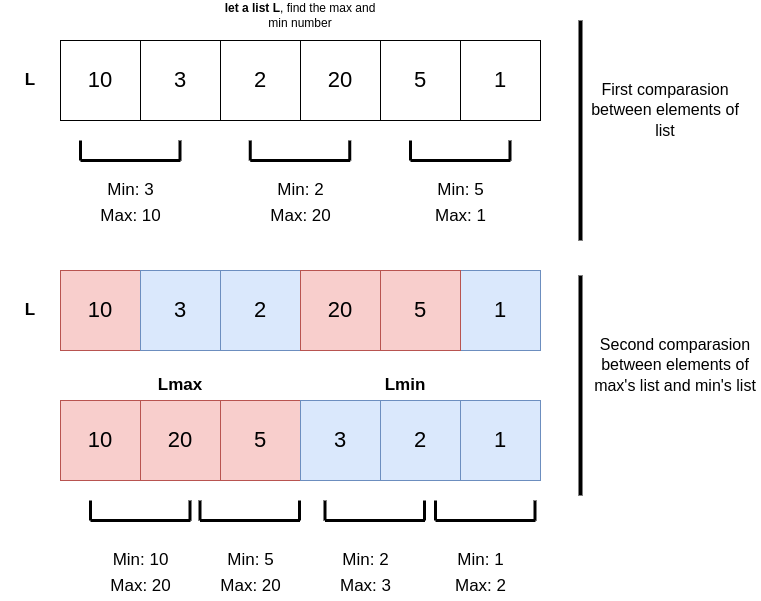 let a list L, find the max and
min number
L
10 3 2 20 5 1
First comparasion
between elements of
list
Min: 3 Min: 2 Min: 5
Max: 10 Max: 20 Max: 1
L
10 3 2 20 5 1
Second comparasion
between elements of
max's list and min's list
Lmax Lmin
10 20 5 3 2 1
Min: 10 Min: 5 Min: 2 Min: 1
Max: 20 Max: 20 Max: 3 Max: 2